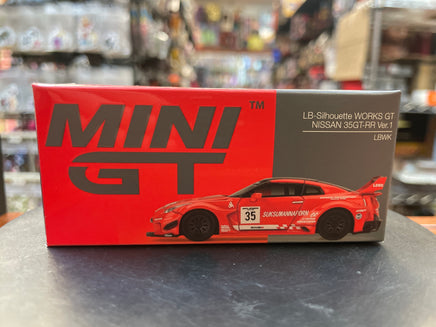 MINI
GT
TM
LB-Silhouette WORKS GT
NISSAN 35GT-RR Ver.1
LBWK
35